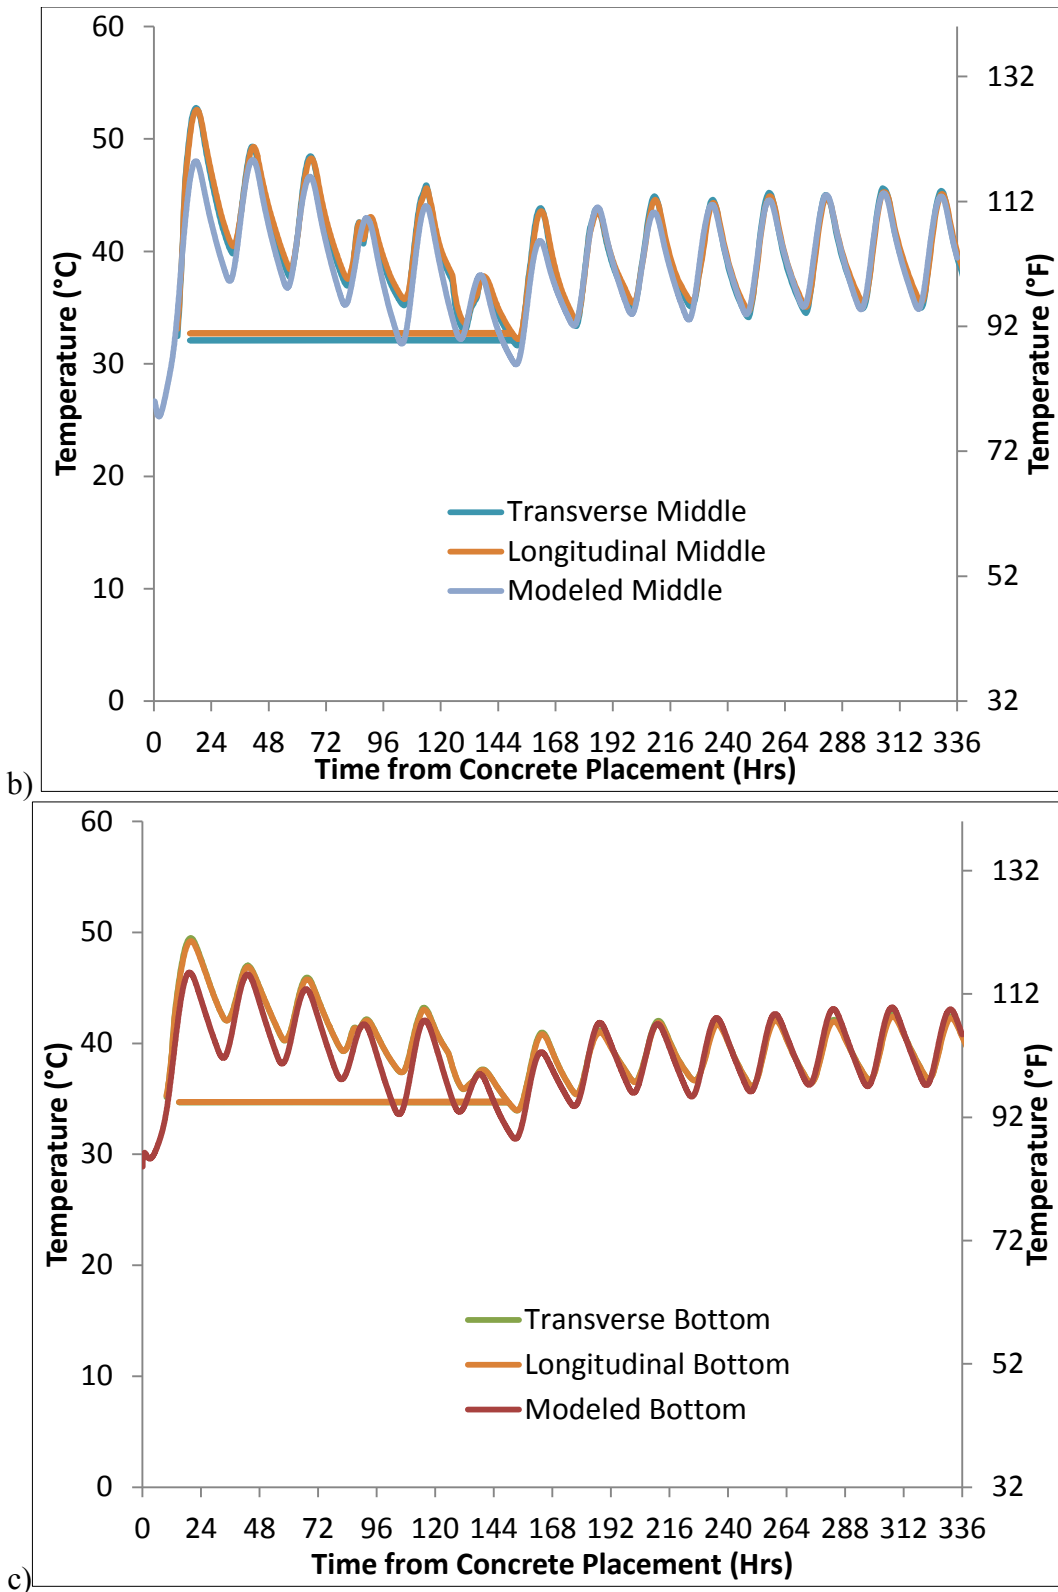 60
50
40
30
20
10
0
Temperature (°C)
132
112
92
72
52
32
Temperature (°F)
Transverse Middle
Longitudinal Middle
Modeled Middle
0 24 48 72 96 120 144 168 192 216 240 264 288 312 336
Time from Concrete Placement (Hrs)
b)
60
50
40
30
20
10
0
Temperature (°C)
132
112
92
72
52
32
Temperature (°F)
Transverse Bottom
Longitudinal Bottom
Modeled Bottom
0 24 48 72 96 120 144 168 192 216 240 264 288 312 336
Time from Concrete Placement (Hrs)
c)